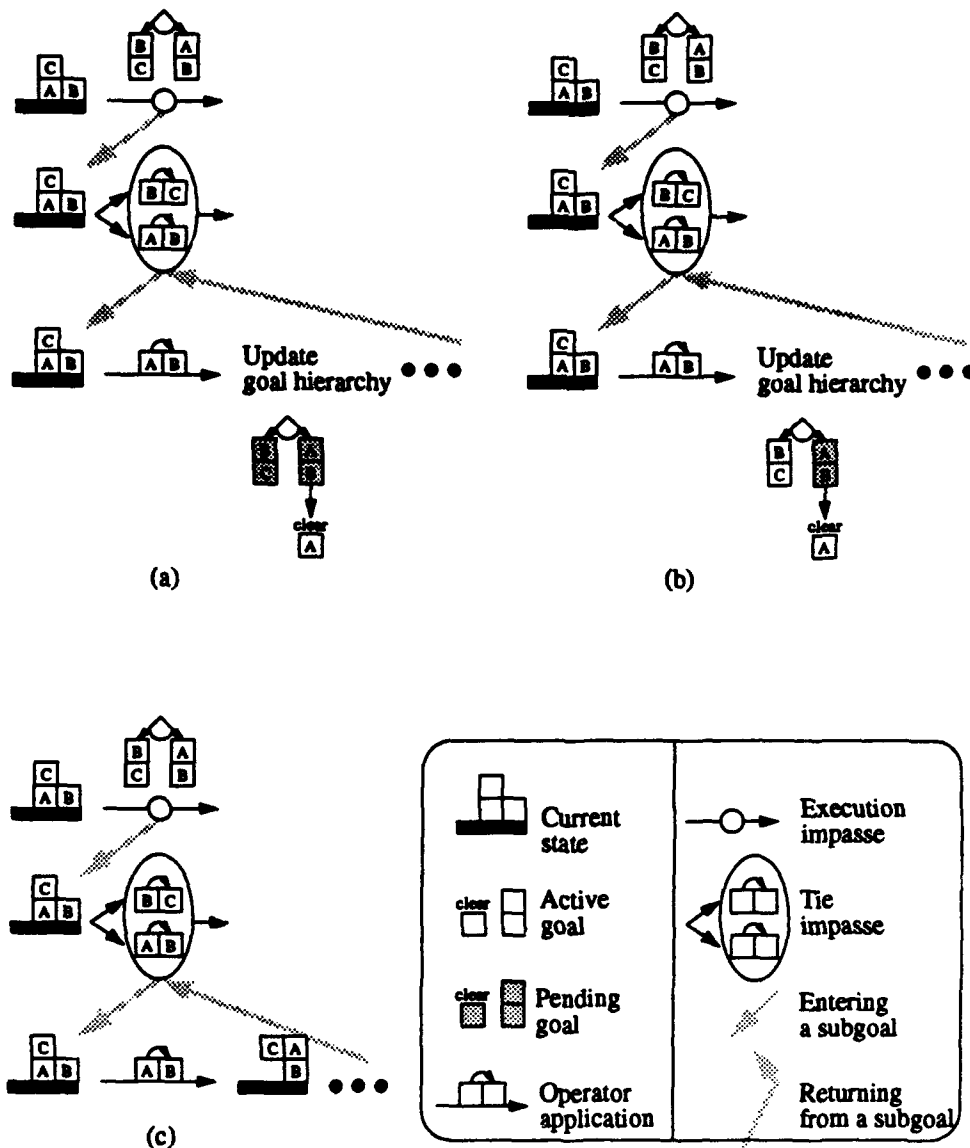 B A
C B
C
A B
C
A B
B C
A B
C
A B
A B
Update
goal hierarchy
B A
C B
clear
A
(a)
B A
C B
C
A B
C
A B
B C
A B
C
A B
A B
Update
goal hierarchy
B A
C B
clear
A
(b)
B A
C B
C
A B
C
A B
B C
A B
C
A B
A B
C A
B
(c)
Current
state
clear
Active
goal
clear
Pending
goal
Operator
application
Execution
impasse
Tie
impasse
Entering
a subgoal
Returning
from a subgoal